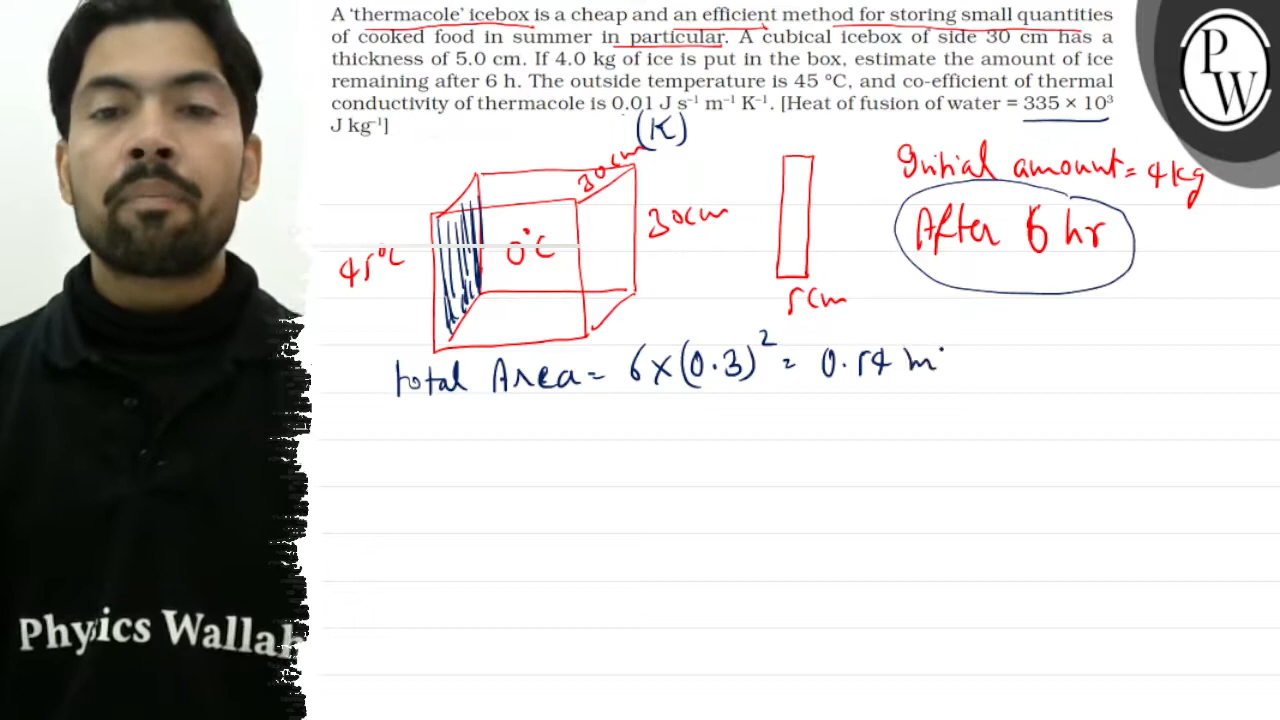 A ‘thermacole’ icebox is a cheap and an efficient method for storing small quantities
of cooked food in summer in particular. A cubical icebox of side 30 cm has a
thickness of 5.0 cm. If 4.0 kg of ice is put in the box, estimate the amount of ice
remaining after 6 h. The outside temperature is 45 °C, and co-efficient of thermal
conductivity of thermacole is 0.01 J s⁻¹ m⁻¹ K⁻¹. [Heat of fusion of water = 335 × 10³
J kg⁻¹]
(K)
PW
30cm
30cm
45°C
0°C
5cm
Initial amount = 4kg
After 6 hr
total Area = 6 × (0.3)² = 0.54 m
Physics Wallah